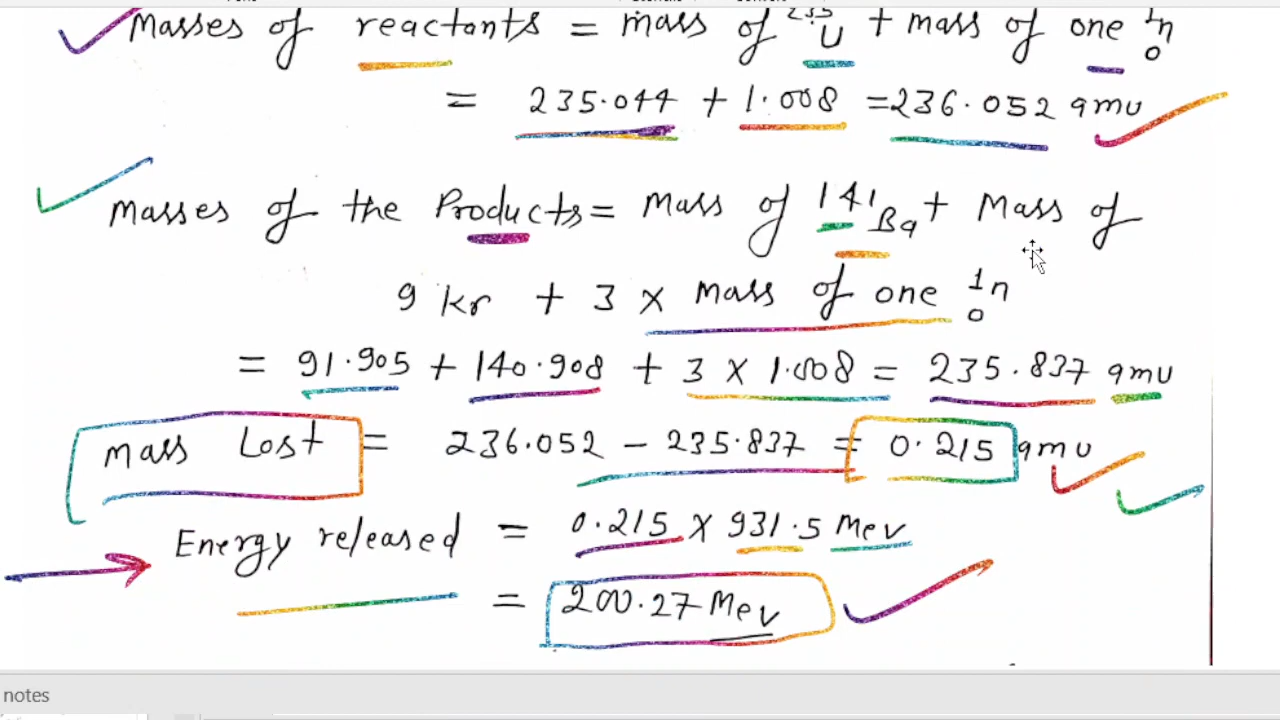 Masses of reactants = mass of ²³⁵U + mass of one ¹₀n
= 235.044 + 1.008 = 236.052 amu
Masses of the Products = Mass of ¹⁴¹Ba + Mass of
9 Kr + 3 × mass of one ¹₀n
= 91.905 + 140.908 + 3 × 1.008 = 235.837 amu
Mass Lost = 236.052 − 235.837 = 0.215 amu
Energy released = 0.215 × 931.5 Mev
= 200.27 Mev
notes